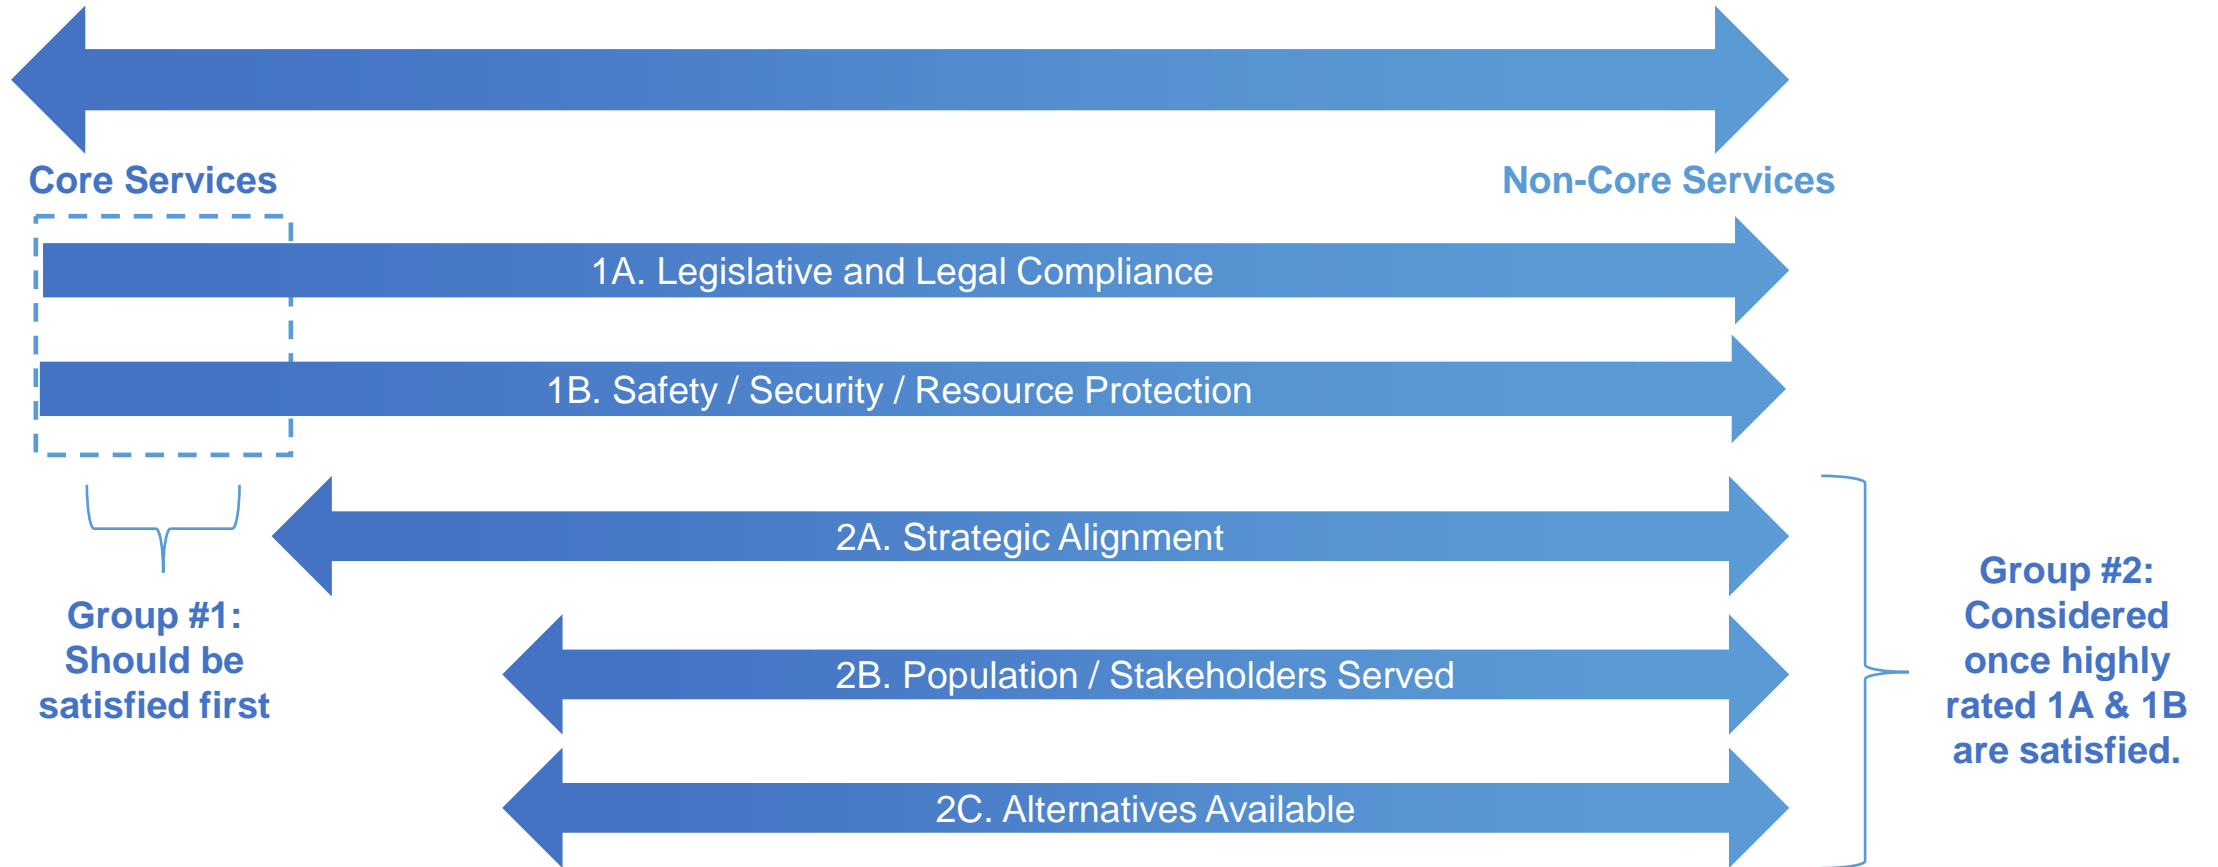 Core Services
Non-Core Services
1A. Legislative and Legal Compliance
1B. Safety / Security / Resource Protection
2A. Strategic Alignment
Group #1:
Should be
satisfied first
2B. Population / Stakeholders Served
2C. Alternatives Available
Group #2:
Considered
once highly
rated 1A & 1B
are satisfied.